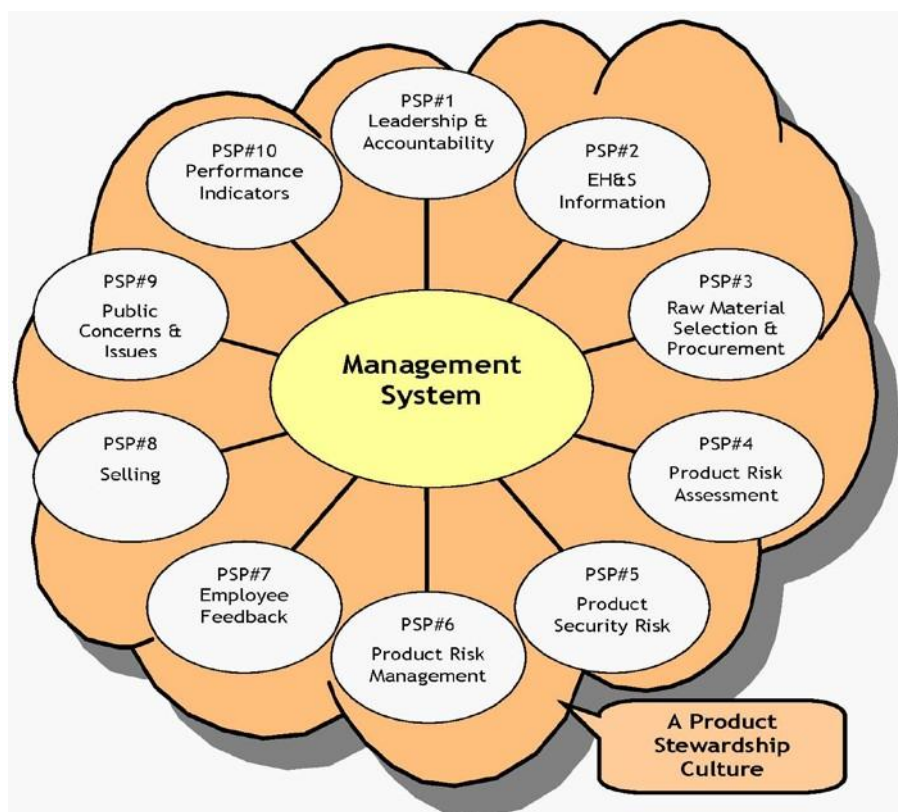 PSP#1
Leadership &
Accountability
PSP#2
EH&S
Information
PSP#3
Raw Material
Selection &
Procurement
PSP#4
Product Risk
Assessment
PSP#5
Product
Security Risk
PSP#6
Product Risk
Management
PSP#7
Employee
Feedback
PSP#8
Selling
PSP#9
Public
Concerns &
Issues
PSP#10
Performance
Indicators
Management
System
A Product
Stewardship
Culture